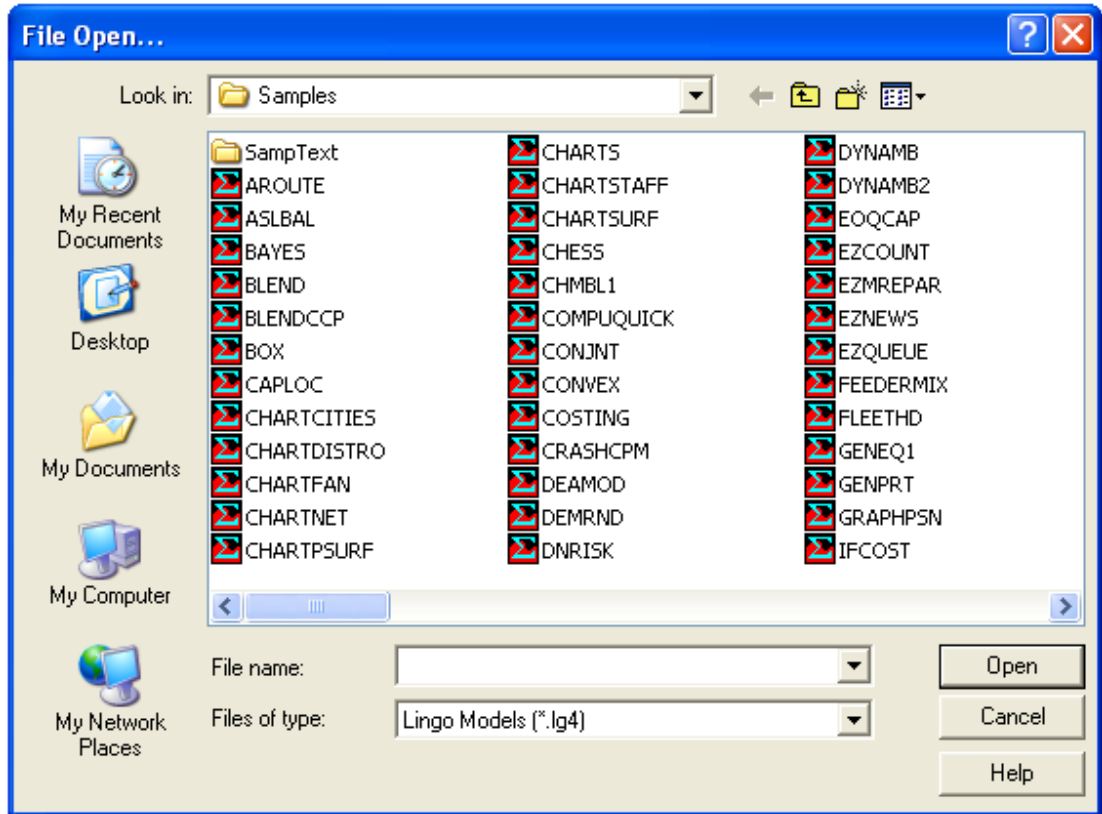 File Open...
Look in:
Samples
My Recent
Documents
Desktop
My Documents
My Computer
My Network
Places
SampText
AROUTE
ASLBAL
BAYES
BLEND
BLENDCCP
BOX
CAPLOC
CHARTCITIES
CHARTDISTRO
CHARTFAN
CHARTNET
CHARTPSURF
CHARTS
CHARTSTAFF
CHARTSURF
CHESS
CHMBL1
COMPUQUICK
CONJNT
CONVEX
COSTING
CRASHCPM
DEAMOD
DEMRND
DNRISK
DYNAMB
DYNAMB2
EOQCAP
EZCOUNT
EZMREPAR
EZNEWS
EZQUEUE
FEEDERMIX
FLEETHD
GENEQ1
GENPRT
GRAPHPSN
IFCOST
File name:
Open
Files of type:
Lingo Models (*.lg4)
Cancel
Help